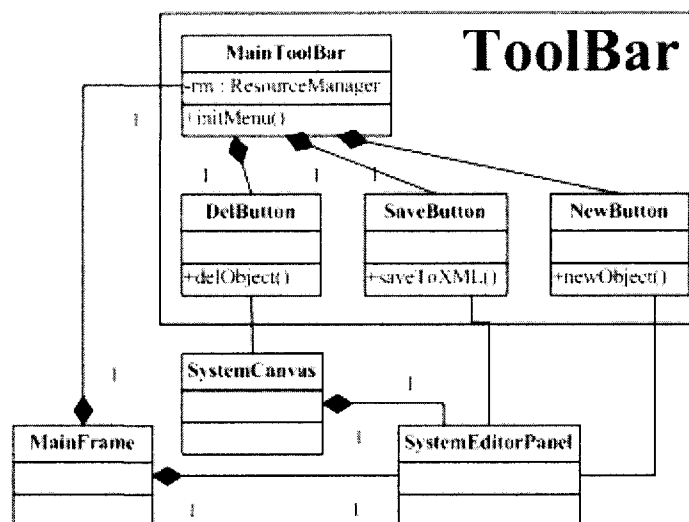 ToolBar
MainToolBar
-rm : ResourceManager
+initMenu()
1
1
1
1
DelButton
SaveButton
NewButton
+delObject()
+saveToXML()
+newObject()
SystemCanvas
1
1
1
MainFrame
SystemEditorPanel
1
1